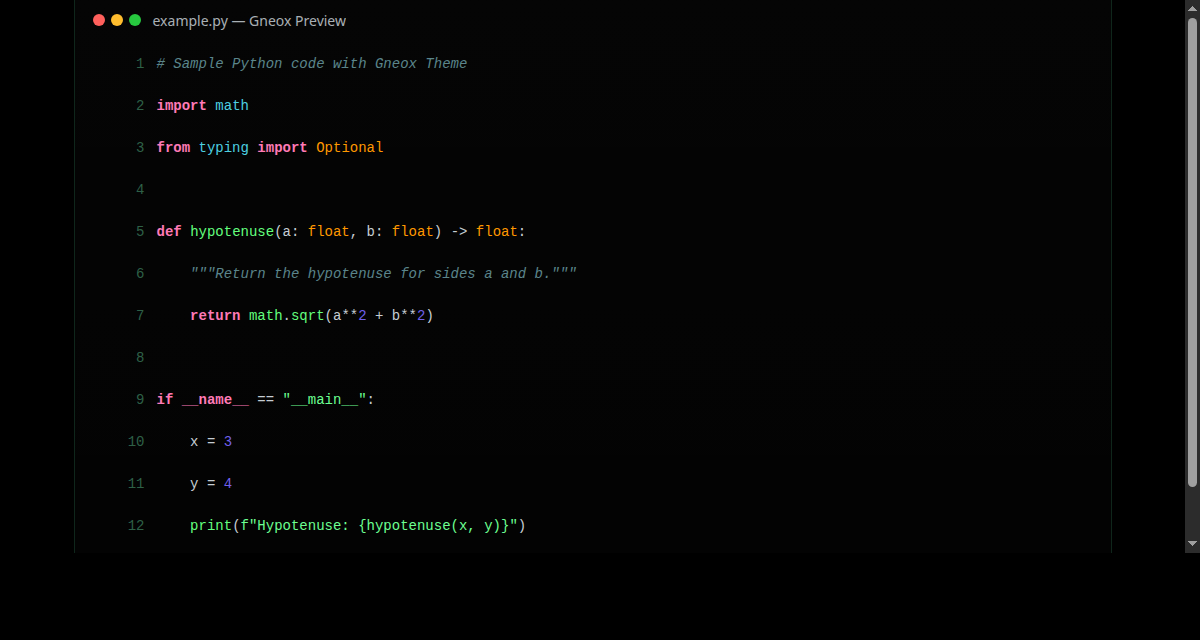 example.py — Gneox Preview
1 # Sample Python code with Gneox Theme
2 import math
3 from typing import Optional
4
5 def hypotenuse(a: float, b: float) -> float:
6     """Return the hypotenuse for sides a and b."""
7     return math.sqrt(a**2 + b**2)
8
9 if __name__ == "__main__":
10     x = 3
11     y = 4
12     print(f"Hypotenuse: {hypotenuse(x, y)}")